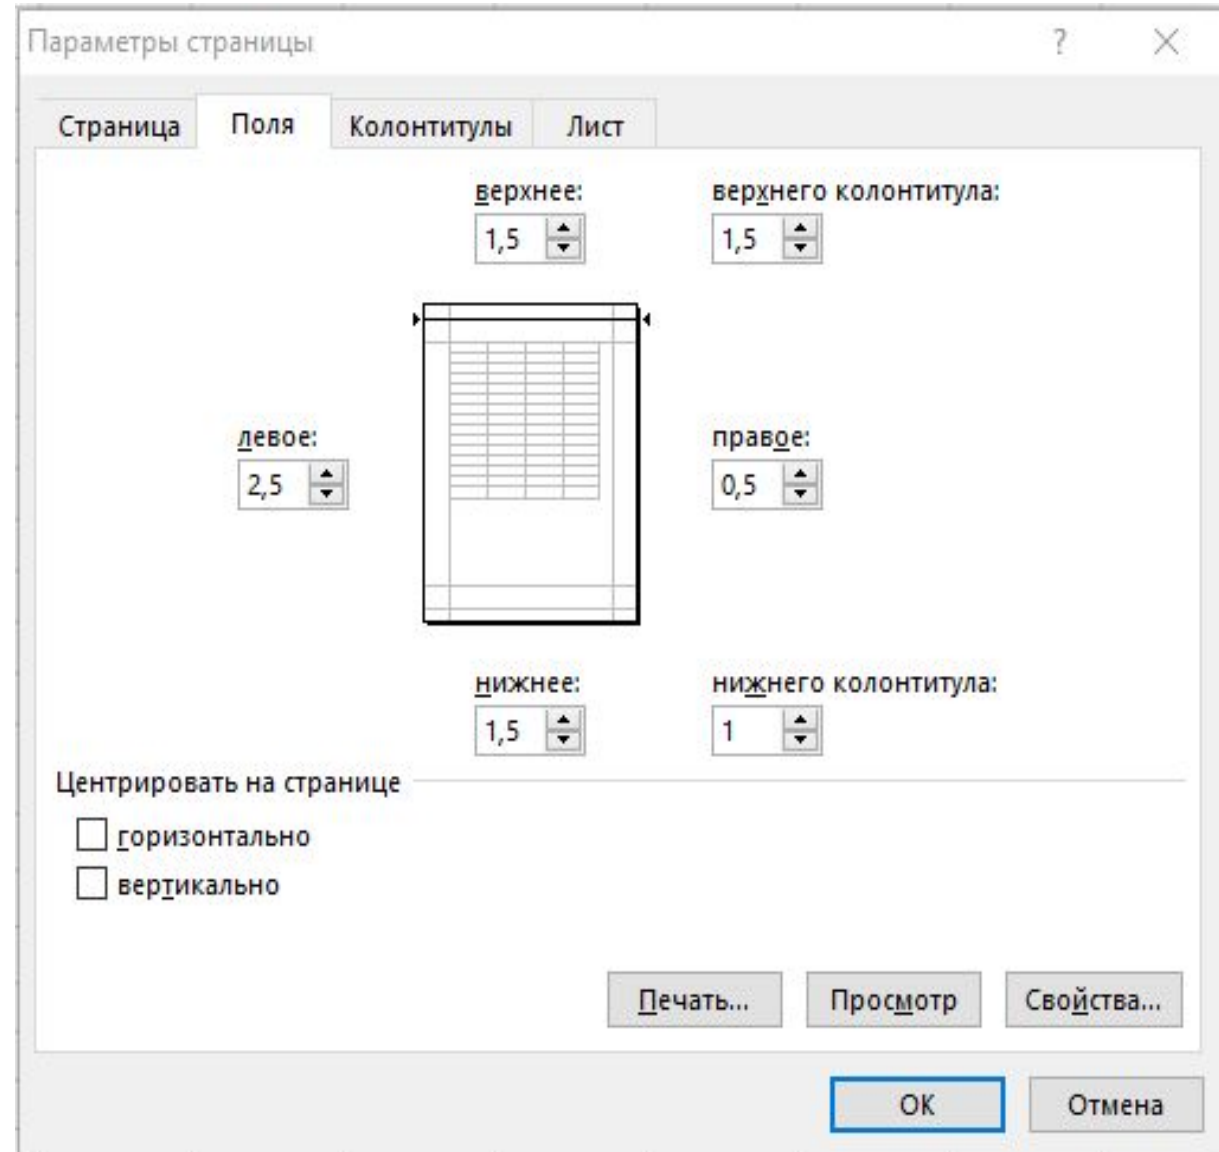 Параметры страницы ?
Страница Поля Колонтитулы Лист
верхнее: верхнего колонтитула:
1,5 1,5
левое: правое:
2,5 0,5
нижнее: нижнего колонтитула:
1,5 1
Центрировать на странице
горизонтально
вертикально
Печать... Просмотр Свойства...
ОК Отмена